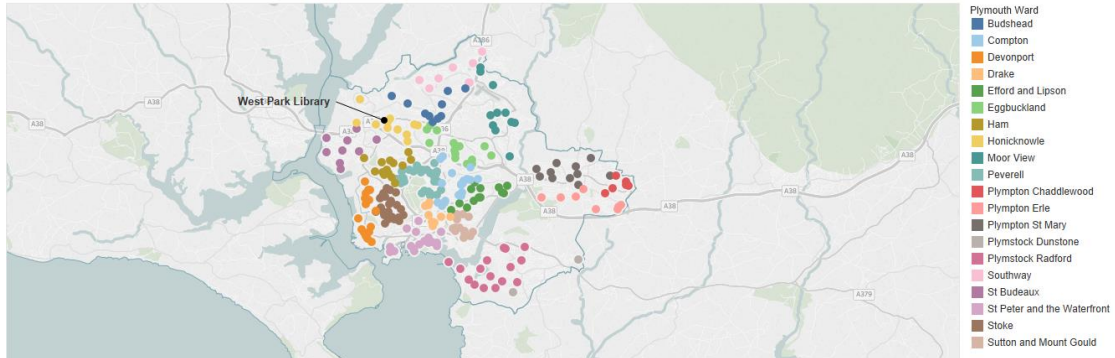 Plymouth Ward
Budshead
Compton
Devonport
Drake
Efford and Lipson
Eggbuckland
Ham
Honicknowle
Moor View
Peverell
Plympton Chaddlewood
Plympton Erle
Plympton St Mary
Plymstock Dunstone
Plymstock Radford
Southway
St Budeaux
St Peter and the Waterfront
Stoke
Sutton and Mount Gould
A386
West Park Library
A38
A38
A38
A38
A38
A38
A38
A379